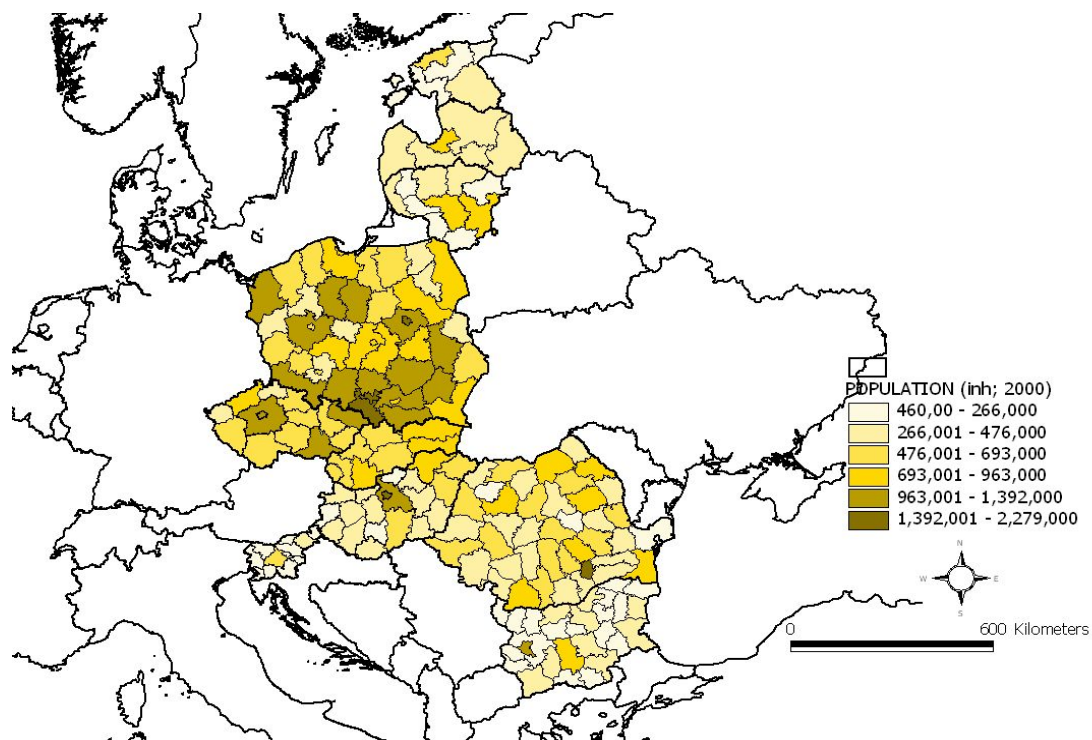 POPULATION (inh; 2000)
460,00 - 266,000
266,001 - 476,000
476,001 - 693,000
693,001 - 963,000
963,001 - 1,392,000
1,392,001 - 2,279,000
N
W E
S
0 600 Kilometers